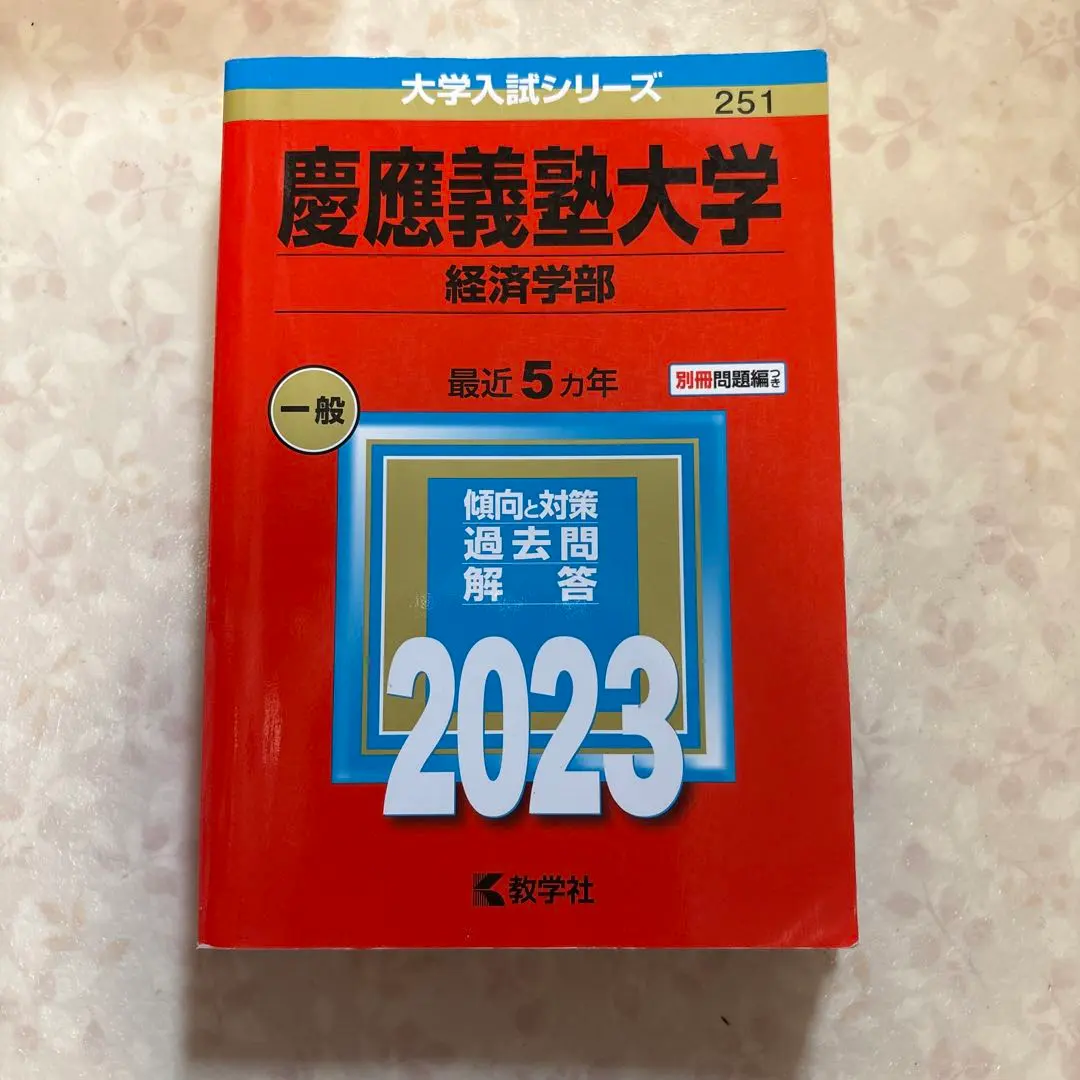 大学入試シリーズ
251
慶應義塾大学
経済学部
最近5カ年
別冊問題編つき
一般
傾向と対策
過去問
解答
2023
教学社